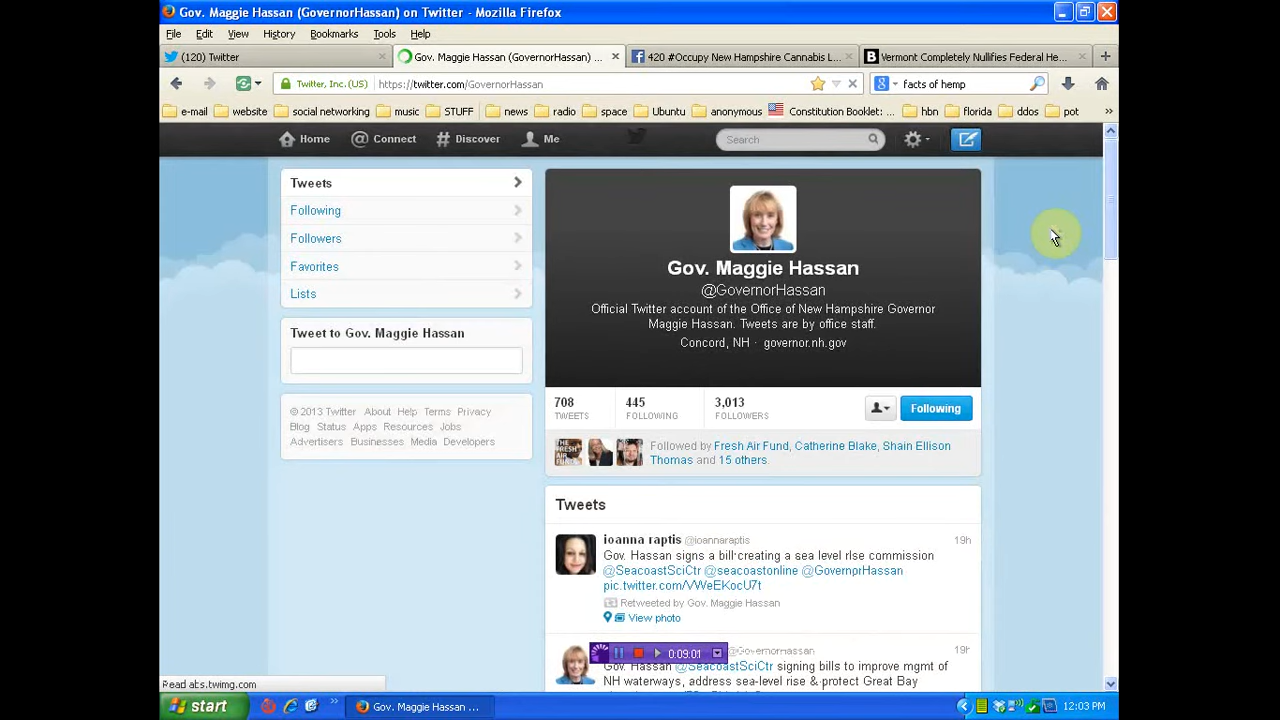 Gov. Maggie Hassan (GovernorHassan) on Twitter - Mozilla Firefox
File Edit View History Bookmarks Tools Help
(120) Twitter
Gov. Maggie Hassan (GovernorHassan) ...
420 #Occupy New Hampshire Cannabis L...
Vermont Completely Nullifies Federal He...
Twitter, Inc. (US) https://twitter.com/GovernorHassan
facts of hemp
e-mail website social networking music STUFF news radio space Ubuntu anonymous Constitution Booklet: ... hbn florida ddos pot
Home @ Connect # Discover Me
Search
Tweets
Following
Followers
Favorites
Lists
Tweet to Gov. Maggie Hassan
© 2013 Twitter About Help Terms Privacy
Blog Status Apps Resources Jobs
Advertisers Businesses Media Developers
Gov. Maggie Hassan
@GovernorHassan
Official Twitter account of the Office of New Hampshire Governor
Maggie Hassan. Tweets are by office staff.
Concord, NH · governor.nh.gov
708 TWEETS
445 FOLLOWING
3,013 FOLLOWERS
Following
THE FRESH AIR FUND
Followed by Fresh Air Fund, Catherine Blake, Shain Ellison
Thomas and 15 others.
Tweets
ioanna raptis @ioannaraptis 19h
Gov. Hassan signs a bill creating a sea level rise commission
@SeacoastSciCtr @seacoastonline @GovernorHassan
pic.twitter.com/VWeEKocU7t
Retweeted by Gov. Maggie Hassan
View photo
@GovernorHassan 19h
Gov. Hassan @SeacoastSciCtr signing bills to improve mgmt of
NH waterways, address sea-level rise & protect Great Bay
0:09:01
Read abs.twimg.com
start
Gov. Maggie Hassan ...
12:03 PM